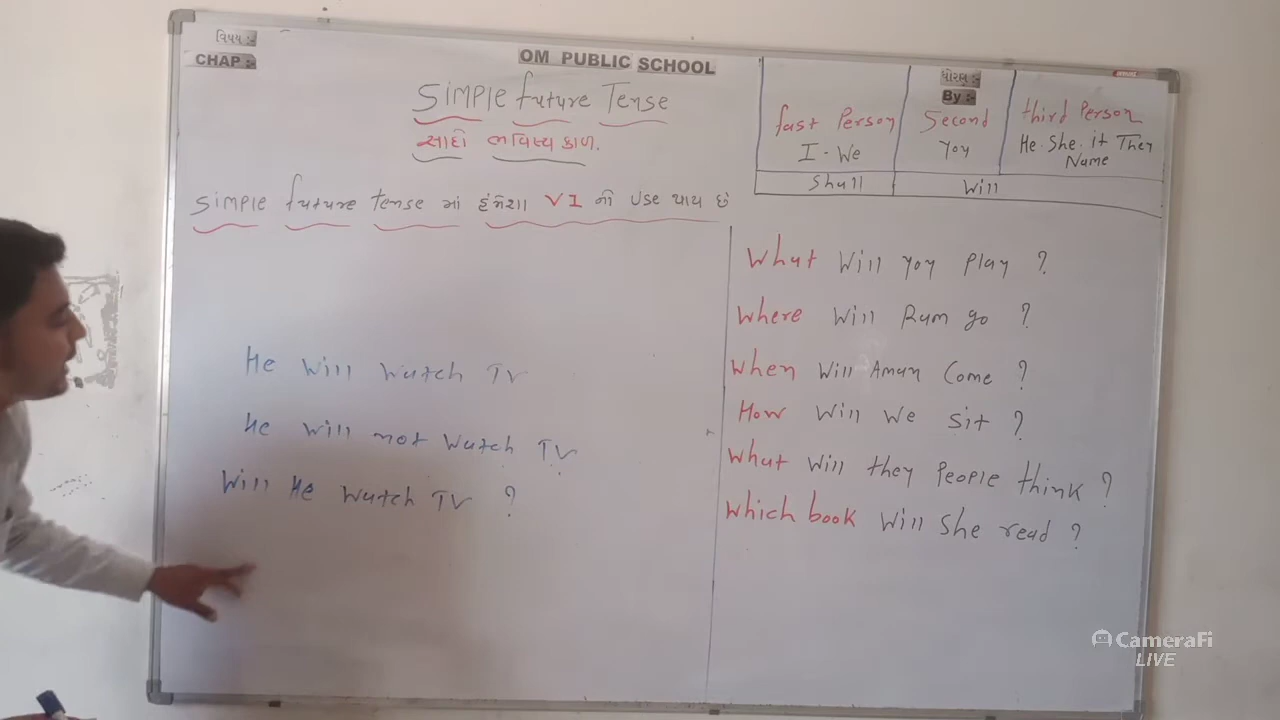 વિષય :-
CHAP :-
OM PUBLIC SCHOOL
ધોરણ :-
By :-
Simple future Tense
સાદો ભવિષ્ય કાળ.
fast Person
I - We
Second
You
third Person
He. She. it They
Name
Shall
Will
Simple future tense માં હંમેશા V1 નો use થાય છે
He Will Watch TV
He Will not Watch TV
Will He Watch TV ?
What Will you Play ?
Where Will Ram go ?
When Will Aman Come ?
How Will We Sit ?
What Will they People think ?
Which book Will She read ?
CameraFi
LIVE